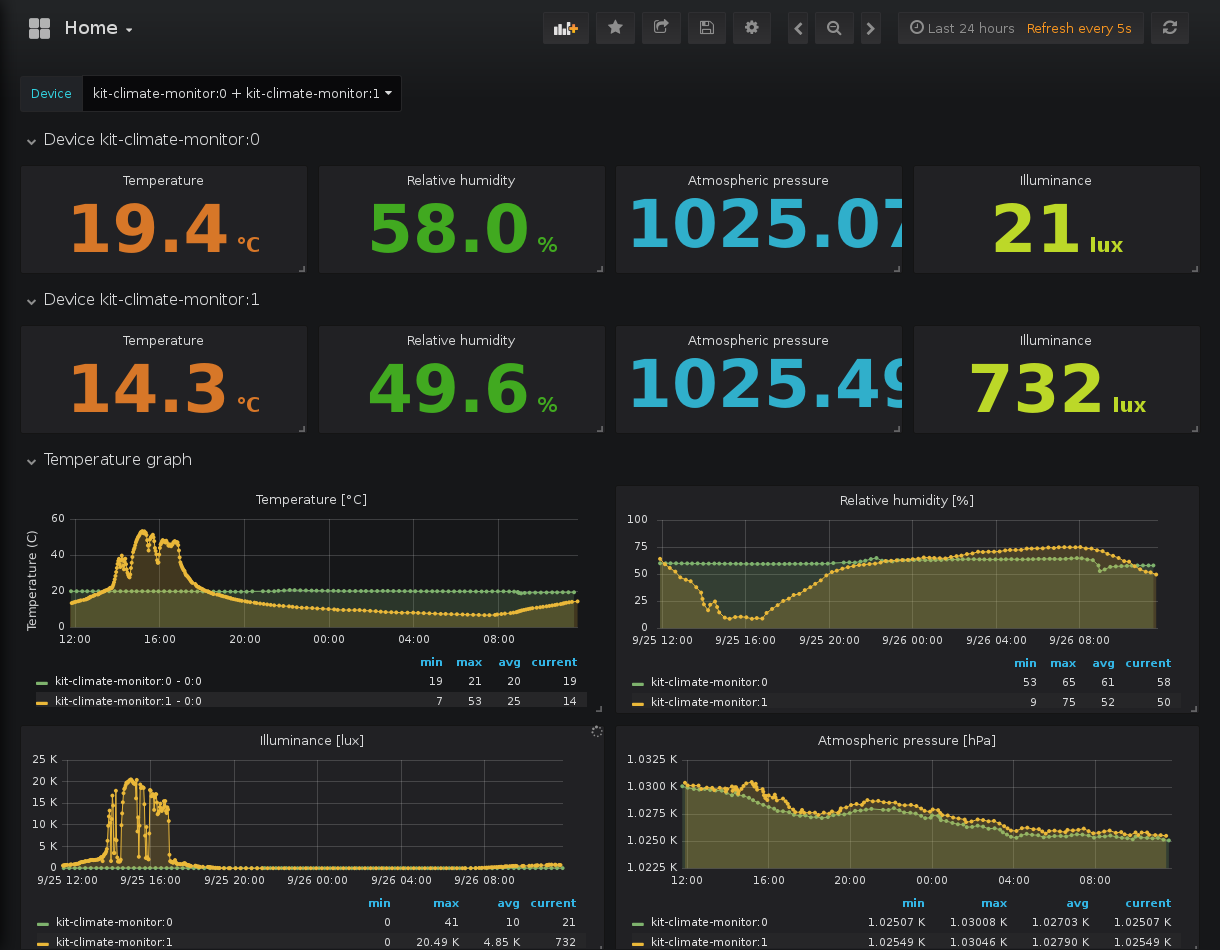 Home
Last 24 hours Refresh every 5s
Device kit-climate-monitor:0 + kit-climate-monitor:1
Device kit-climate-monitor:0
Temperature Relative humidity Atmospheric pressure Illuminance
19.4 °C 58.0 % 1025.07 21 lux
Device kit-climate-monitor:1
Temperature Relative humidity Atmospheric pressure Illuminance
14.3 °C 49.6 % 1025.49 732 lux
Temperature graph
Temperature [°C]
Temperature (C)
60
40
20
0
12:00 16:00 20:00 00:00 04:00 08:00
min max avg current
kit-climate-monitor:0 - 0:0 19 21 20 19
kit-climate-monitor:1 - 0:0 7 53 25 14
Relative humidity [%]
100
75
50
25
0
9/25 12:00 9/25 16:00 9/25 20:00 9/26 00:00 9/26 04:00 9/26 08:00
min max avg current
kit-climate-monitor:0 53 65 61 58
kit-climate-monitor:1 9 75 52 50
Illuminance [lux]
25 K
20 K
15 K
10 K
5 K
0
9/25 12:00 9/25 16:00 9/25 20:00 9/26 00:00 9/26 04:00 9/26 08:00
min max avg current
kit-climate-monitor:0 0 41 10 21
kit-climate-monitor:1 0 20.49 K 4.85 K 732
Atmospheric pressure [hPa]
1.0325 K
1.0300 K
1.0275 K
1.0250 K
1.0225 K
12:00 16:00 20:00 00:00 04:00 08:00
min max avg current
kit-climate-monitor:0 1.02507 K 1.03008 K 1.02703 K 1.02507 K
kit-climate-monitor:1 1.02549 K 1.03046 K 1.02790 K 1.02549 K